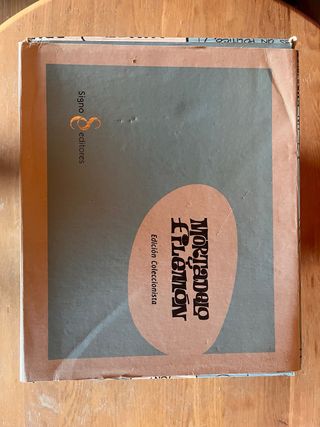 Signo
editores
MORTADELO
Y
FILEMÓN
Edición Coleccionista